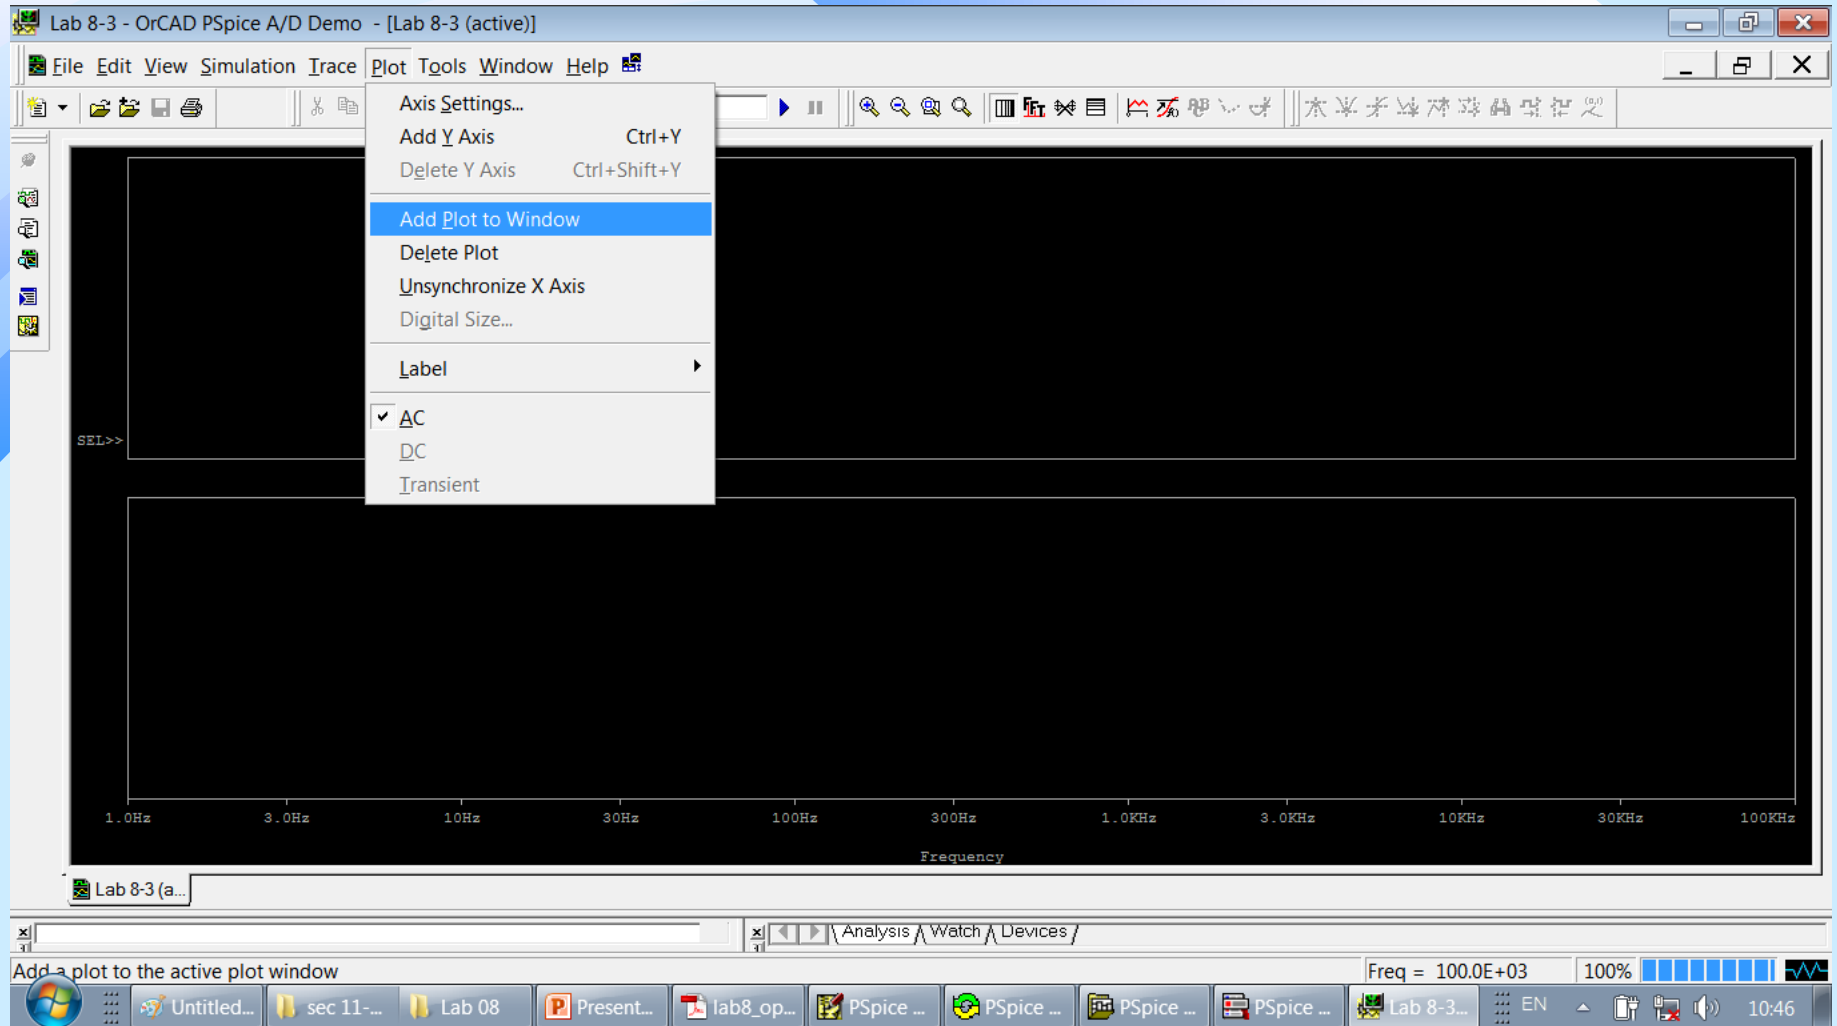 Lab 8-3 - OrCAD PSpice A/D Demo - [Lab 8-3 (active)]
File Edit View Simulation Trace Plot Tools Window Help
Axis Settings...
Add Y Axis Ctrl+Y
Delete Y Axis Ctrl+Shift+Y
Add Plot to Window
Delete Plot
Unsynchronize X Axis
Digital Size...
Label
AC
DC
Transient
SEL>>
1.0Hz 3.0Hz 10Hz 30Hz 100Hz 300Hz 1.0KHz 3.0KHz 10KHz 30KHz 100KHz
Frequency
Lab 8-3 (a...
Analysis Watch Devices
Add a plot to the active plot window Freq = 100.0E+03 100%
Untitled... sec 11-... Lab 08 Present... lab8_op... PSpice ... PSpice ... PSpice ... PSpice ... Lab 8-3... EN 10:46